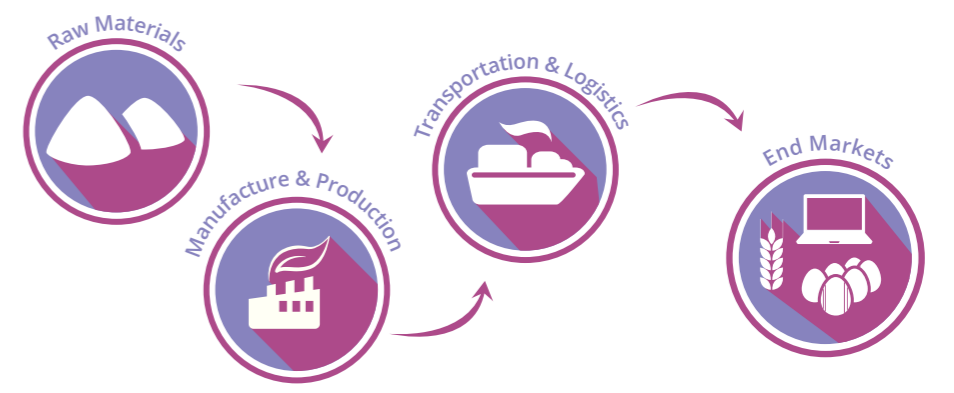 Raw Materials
Manufacture & Production
Transportation & Logistics
End Markets